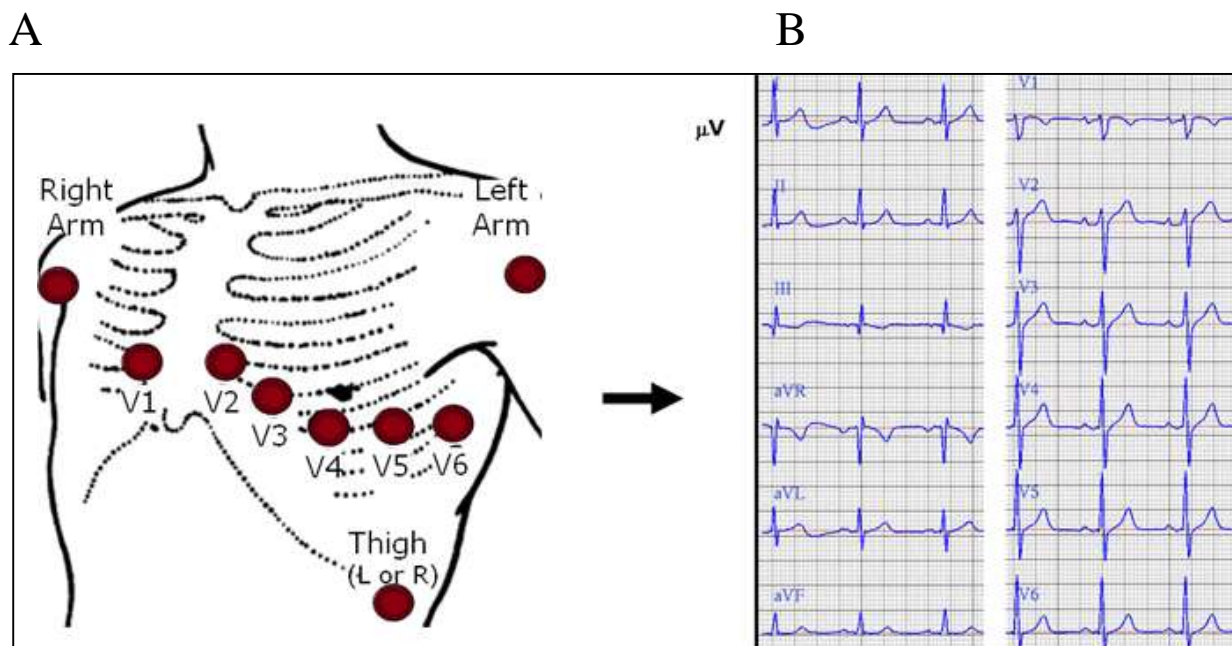 A
B
Right
Arm
Left
Arm
V1
V2
V3
V4
V5
V6
Thigh
(L or R)
μV
I
II
III
aVR
aVL
aVF
V1
V2
V3
V4
V5
V6